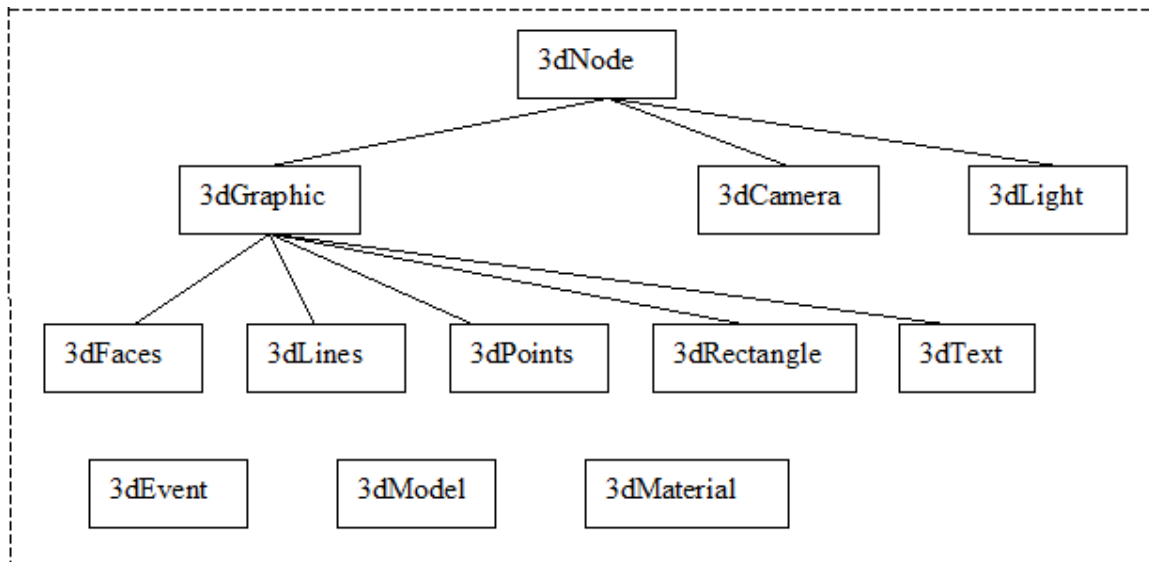 3dNode
3dGraphic
3dCamera
3dLight
3dFaces
3dLines
3dPoints
3dRectangle
3dText
3dEvent
3dModel
3dMaterial